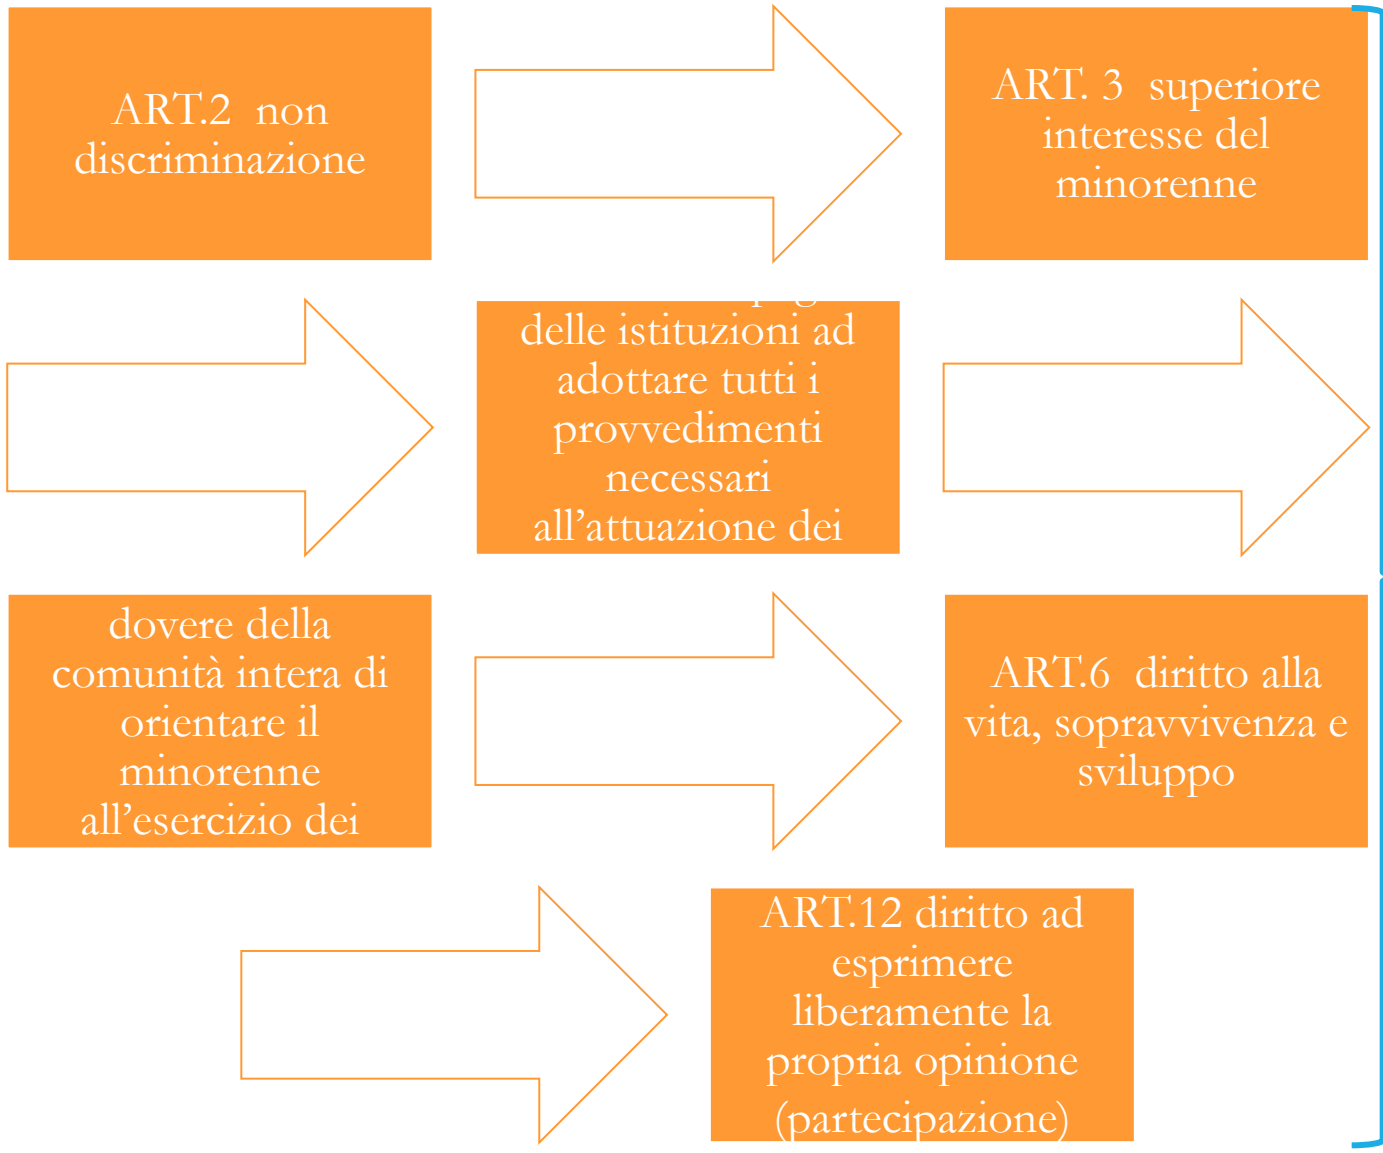 ART.2 non
discriminazione
ART. 3 superiore
interesse del
minorenne
delle istituzioni ad
adottare tutti i
provvedimenti
necessari
all’attuazione dei
dovere della
comunità intera di
orientare il
minorenne
all’esercizio dei
ART.6 diritto alla
vita, sopravvivenza e
sviluppo
ART.12 diritto ad
esprimere
liberamente la
propria opinione
(partecipazione)